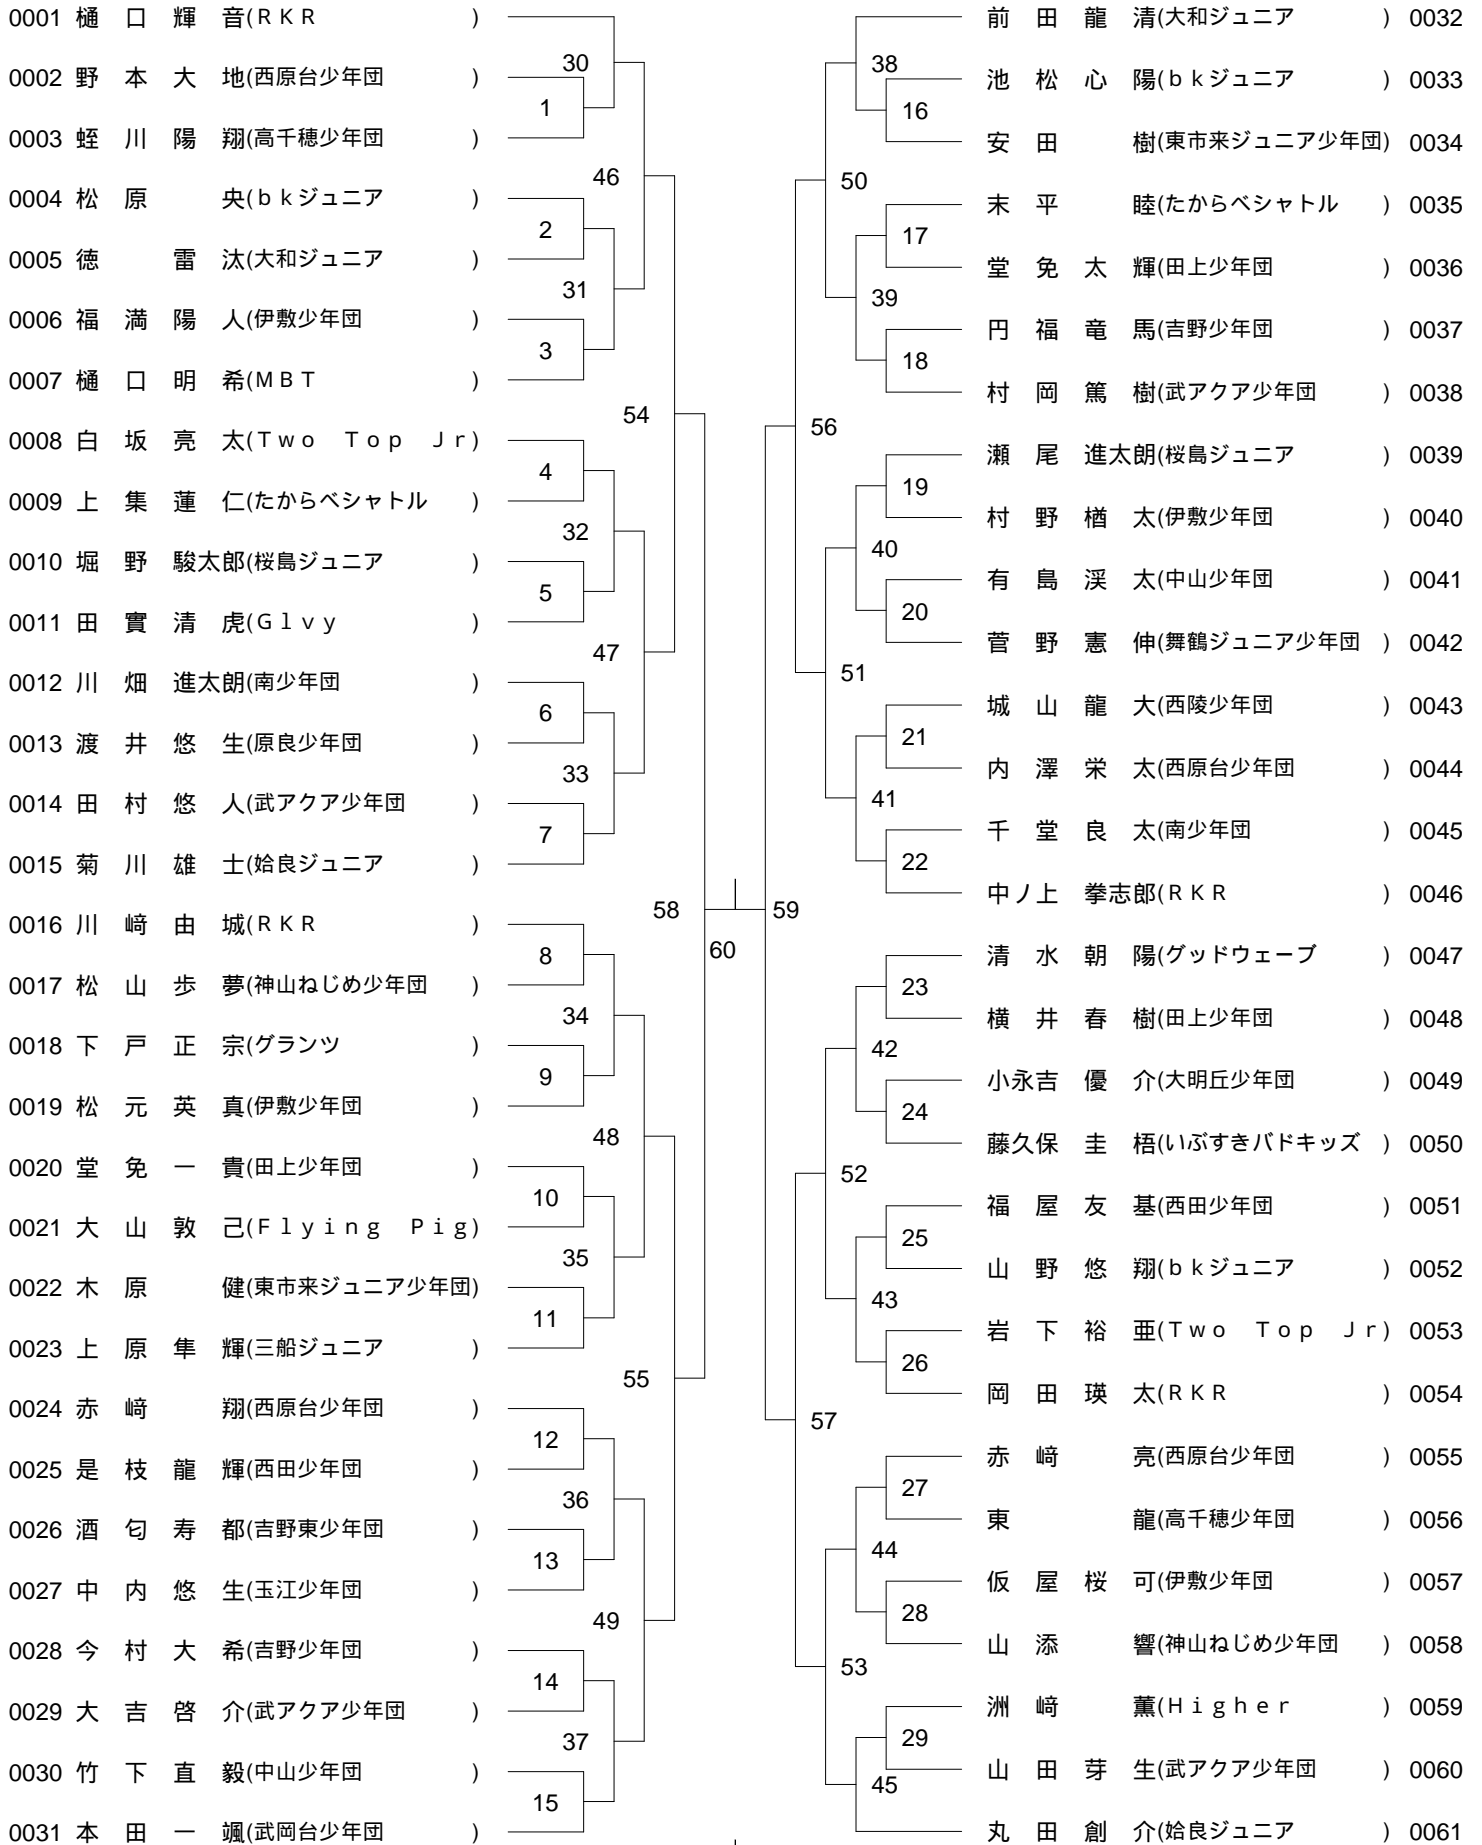 0001 樋 口 輝 音(ＲＫＲ )
0002 野 本 大 地(西原台少年団 )
0003 蛭 川 陽 翔(高千穂少年団 )
0004 松 原 央(ｂｋジュニア )
0005 徳 雷 汰(大和ジュニア )
0006 福 満 陽 人(伊敷少年団 )
0007 樋 口 明 希(ＭＢＴ )
0008 白 坂 亮 太(Ｔｗｏ Ｔｏｐ Ｊｒ)
0009 上 集 蓮 仁(たからべシャトル )
0010 堀 野 駿太郎(桜島ジュニア )
0011 田 實 清 虎(Ｇｌｖｙ )
0012 川 畑 進太朗(南少年団 )
0013 渡 井 悠 生(原良少年団 )
0014 田 村 悠 人(武アクア少年団 )
0015 菊 川 雄 士(姶良ジュニア )
0016 川 﨑 由 城(ＲＫＲ )
0017 松 山 歩 夢(神山ねじめ少年団 )
0018 下 戸 正 宗(グランツ )
0019 松 元 英 真(伊敷少年団 )
0020 堂 免 一 貴(田上少年団 )
0021 大 山 敦 己(Ｆｌｙｉｎｇ Ｐｉｇ)
0022 木 原 健(東市来ジュニア少年団)
0023 上 原 隼 輝(三船ジュニア )
0024 赤 﨑 翔(西原台少年団 )
0025 是 枝 龍 輝(西田少年団 )
0026 酒 匂 寿 都(吉野東少年団 )
0027 中 内 悠 生(玉江少年団 )
0028 今 村 大 希(吉野少年団 )
0029 大 吉 啓 介(武アクア少年団 )
0030 竹 下 直 毅(中山少年団 )
0031 本 田 一 颯(武岡台少年団 )
1
2
3
4
5
6
7
8
9
10
11
12
13
14
15
30
31
32
33
34
35
36
37
46
47
48
49
54
55
58
60
59
56
57
50
51
52
53
38
39
40
41
42
43
44
45
16
17
18
19
20
21
22
23
24
25
26
27
28
29
前 田 龍 清(大和ジュニア ) 0032
池 松 心 陽(ｂｋジュニア ) 0033
安 田 樹(東市来ジュニア少年団) 0034
末 平 睦(たからべシャトル ) 0035
堂 免 太 輝(田上少年団 ) 0036
円 福 竜 馬(吉野少年団 ) 0037
村 岡 篤 樹(武アクア少年団 ) 0038
瀬 尾 進太朗(桜島ジュニア ) 0039
村 野 楢 太(伊敷少年団 ) 0040
有 島 渓 太(中山少年団 ) 0041
菅 野 憲 伸(舞鶴ジュニア少年団 ) 0042
城 山 龍 大(西陵少年団 ) 0043
内 澤 栄 太(西原台少年団 ) 0044
千 堂 良 太(南少年団 ) 0045
中ノ上 拳志郎(ＲＫＲ ) 0046
清 水 朝 陽(グッドウェーブ ) 0047
横 井 春 樹(田上少年団 ) 0048
小永吉 優 介(大明丘少年団 ) 0049
藤久保 圭 梧(いぶすきバドキッズ ) 0050
福 屋 友 基(西田少年団 ) 0051
山 野 悠 翔(ｂｋジュニア ) 0052
岩 下 裕 亜(Ｔｗｏ Ｔｏｐ Ｊｒ) 0053
岡 田 瑛 太(ＲＫＲ ) 0054
赤 﨑 亮(西原台少年団 ) 0055
東 龍(高千穂少年団 ) 0056
仮 屋 桜 可(伊敷少年団 ) 0057
山 添 響(神山ねじめ少年団 ) 0058
洲 﨑 薫(Ｈｉｇｈｅｒ ) 0059
山 田 芽 生(武アクア少年団 ) 0060
丸 田 創 介(姶良ジュニア ) 0061